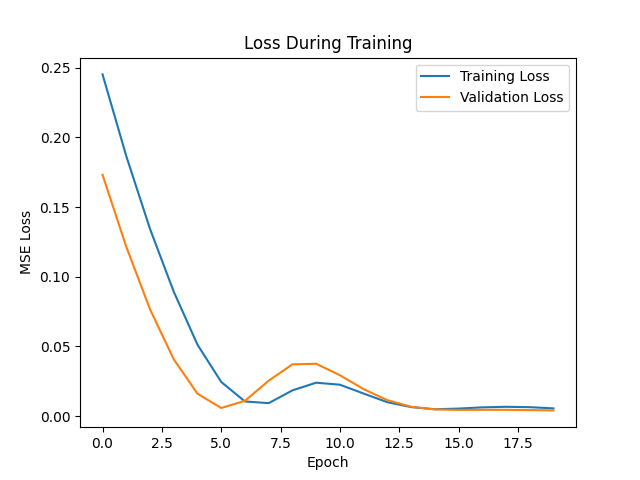 Loss During Training
Training Loss
Validation Loss
MSE Loss
0.25
0.20
0.15
0.10
0.05
0.00
0.0 2.5 5.0 7.5 10.0 12.5 15.0 17.5
Epoch